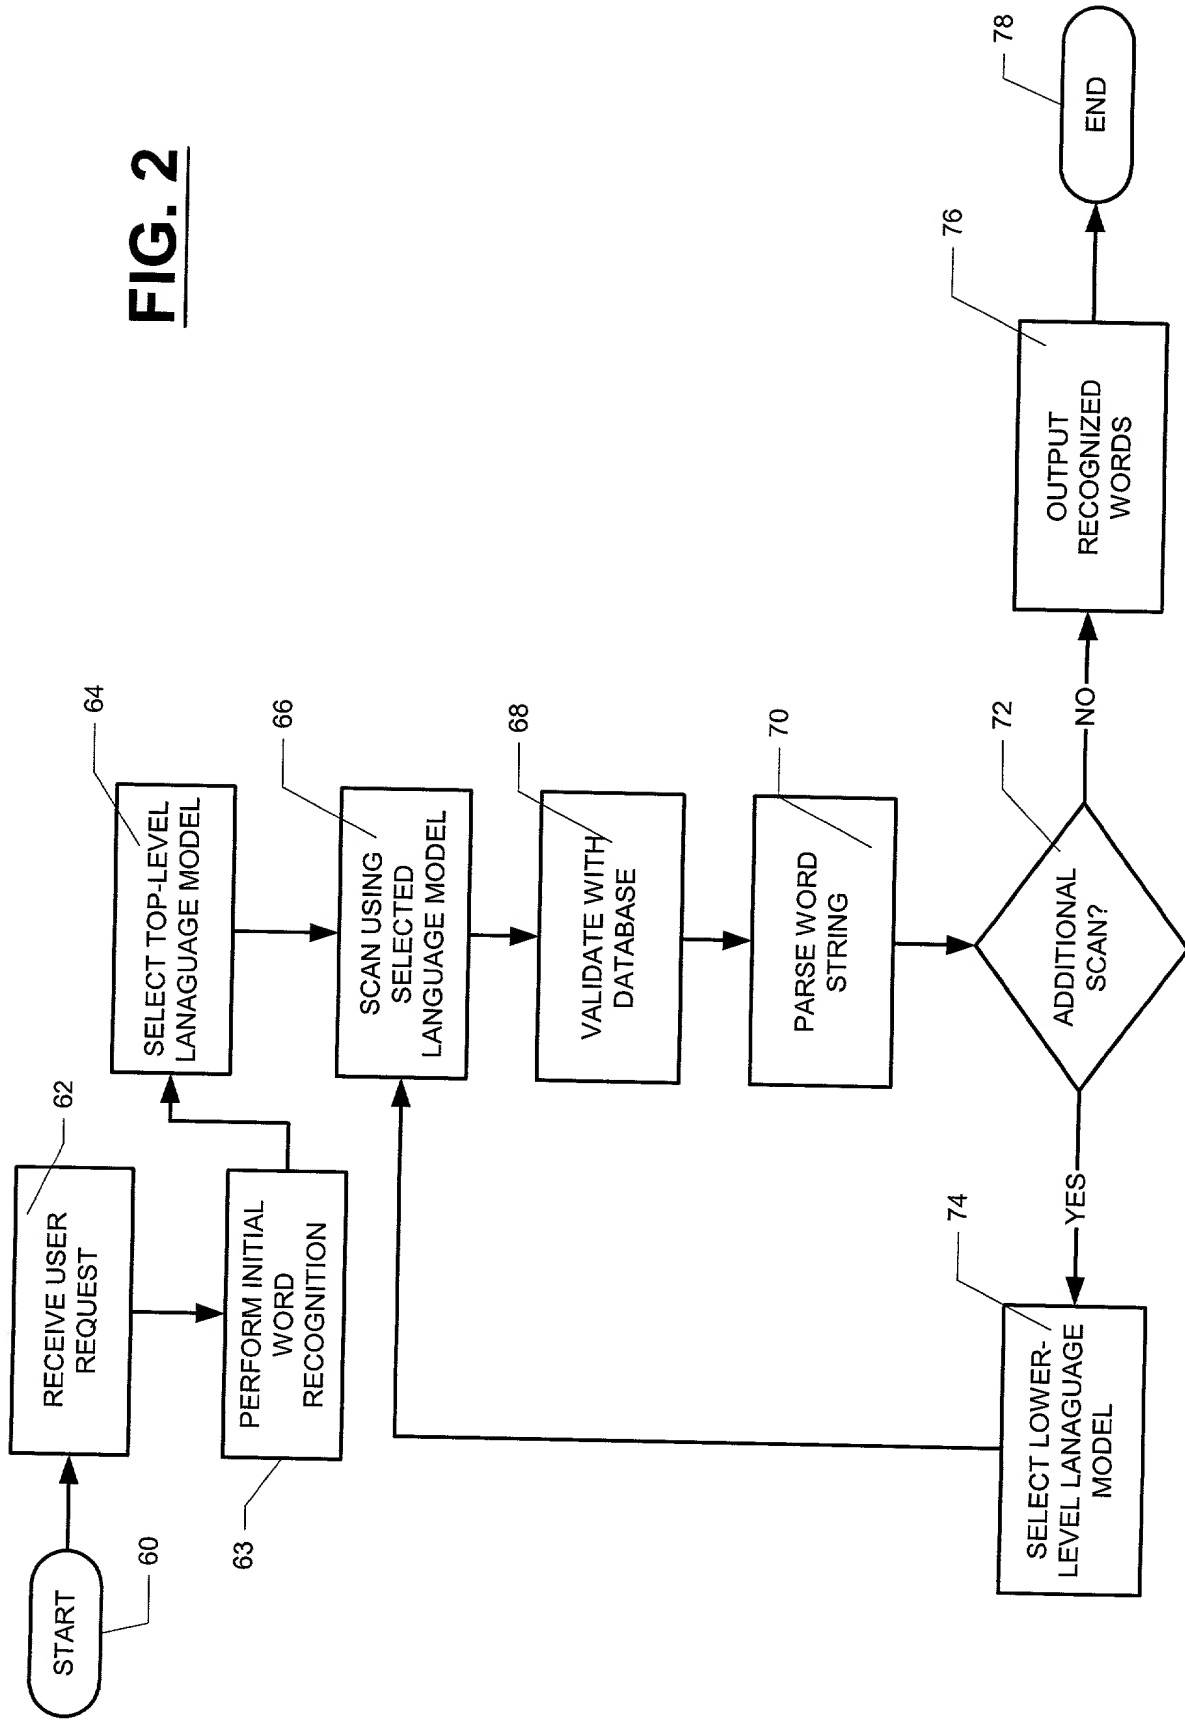 FIG. 2
START
60
RECEIVE USER
REQUEST
62
PERFORM INITIAL
WORD
RECOGNITION
63
SELECT TOP-LEVEL
LANAGUAGE MODEL
64
SCAN USING
SELECTED
LANGUAGE MODEL
66
VALIDATE WITH
DATABASE
68
PARSE WORD
STRING
70
ADDITIONAL
SCAN?
72
YES
NO
SELECT LOWER-
LEVEL LANAGUAGE
MODEL
74
OUTPUT
RECOGNIZED
WORDS
76
END
78